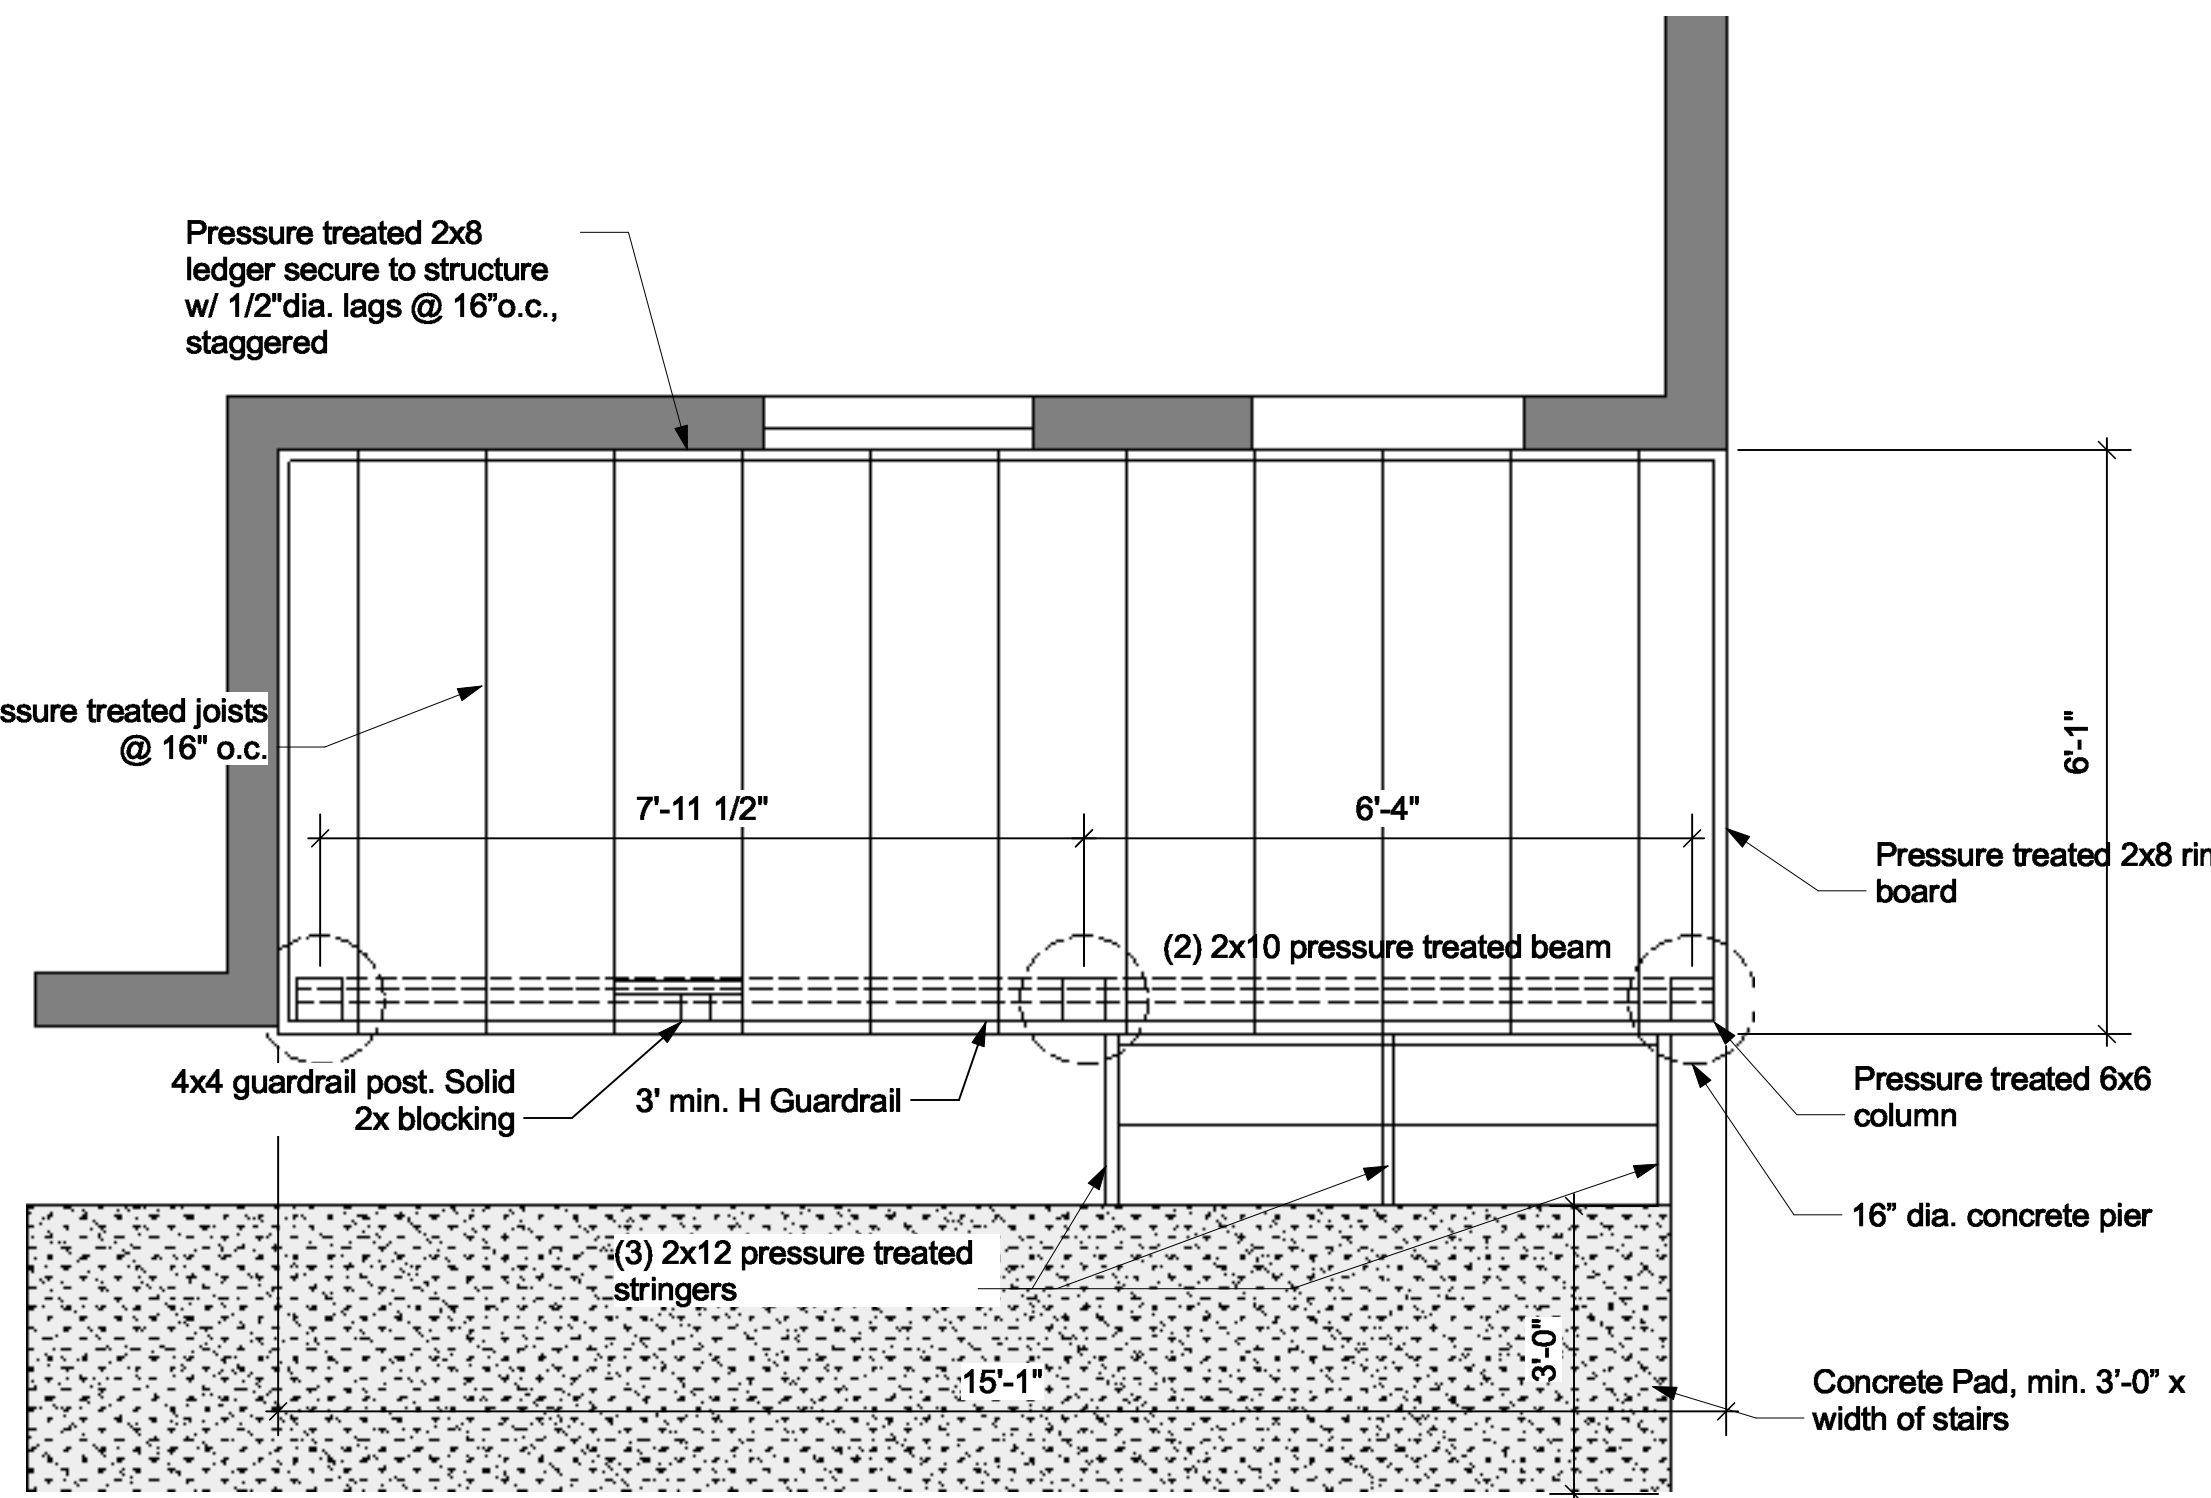 Pressure treated 2x8
ledger secure to structure
w/ 1/2"dia. lags @ 16”o.c.,
staggered
ssure treated joists
@ 16" o.c.
7'-11 1/2"
6'-4"
6'-1"
Pressure treated 2x8 rim
board
(2) 2x10 pressure treated beam
4x4 guardrail post. Solid
2x blocking
3' min. H Guardrail
Pressure treated 6x6
column
16” dia. concrete pier
(3) 2x12 pressure treated
stringers
3'-0"
15'-1"
Concrete Pad, min. 3’-0” x
width of stairs